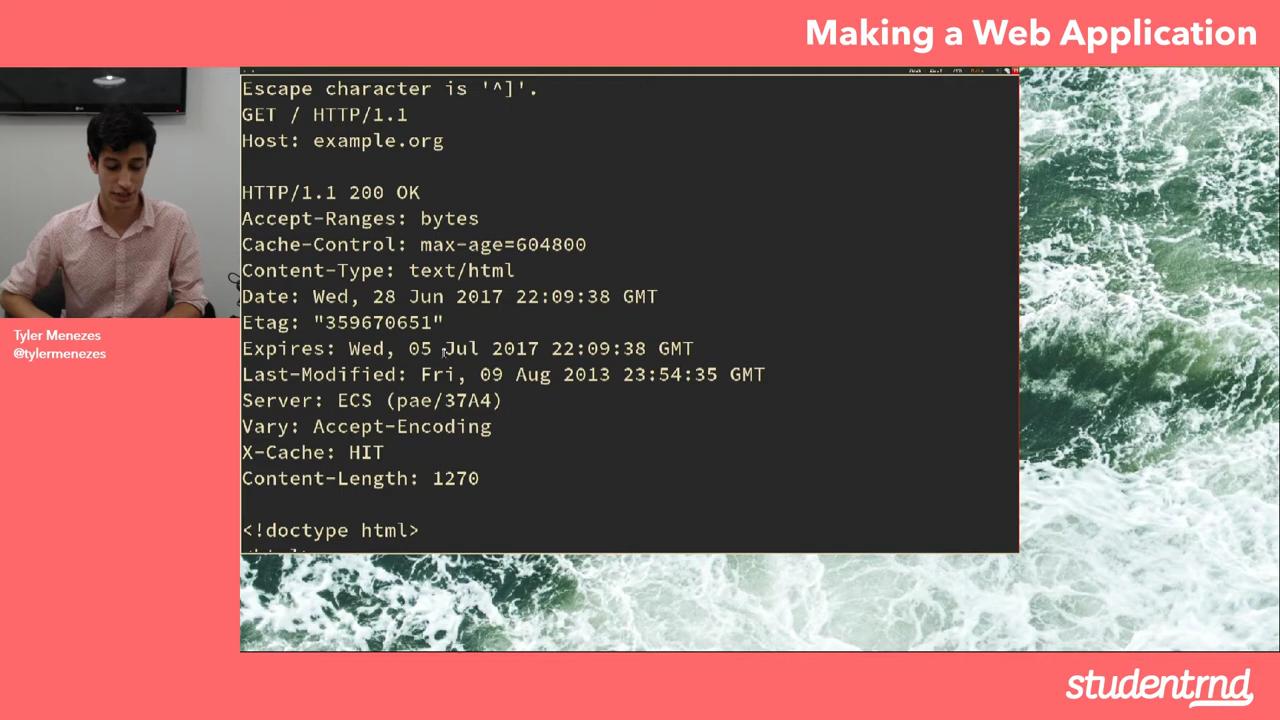 Making a Web Application
Escape character is '^]'.
GET / HTTP/1.1
Host: example.org
HTTP/1.1 200 OK
Accept-Ranges: bytes
Cache-Control: max-age=604800
Content-Type: text/html
Date: Wed, 28 Jun 2017 22:09:38 GMT
Etag: "359670651"
Expires: Wed, 05 Jul 2017 22:09:38 GMT
Last-Modified: Fri, 09 Aug 2013 23:54:35 GMT
Server: ECS (pae/37A4)
Vary: Accept-Encoding
X-Cache: HIT
Content-Length: 1270
<!doctype html>
Tyler Menezes
@tylermenezes
studentrnd